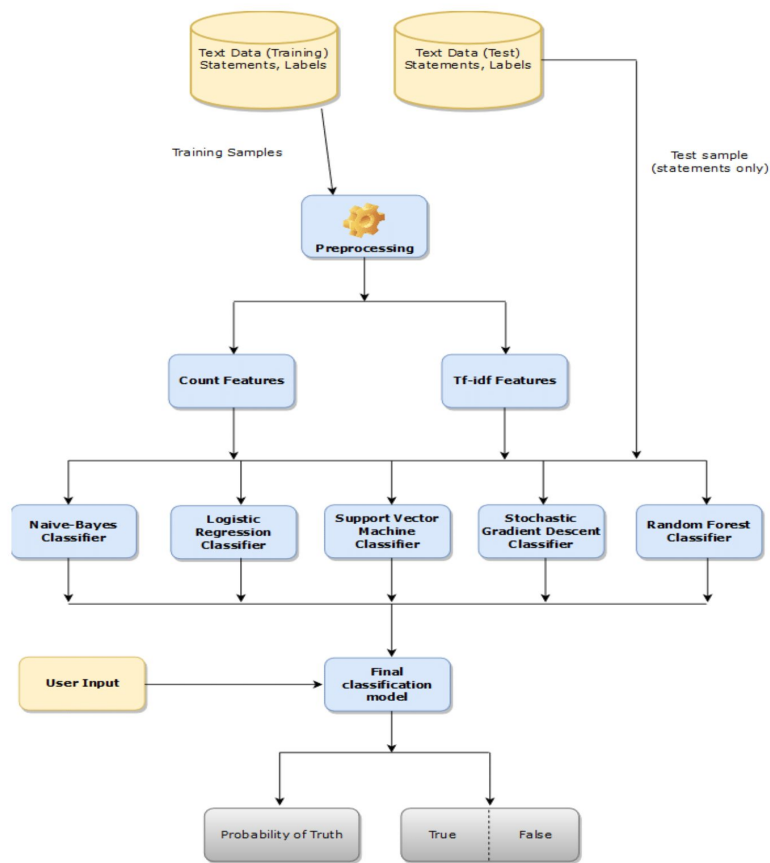 Text Data (Training)
Statements, Labels
Text Data (Test)
Statements, Labels
Training Samples
Test sample
(statements only)
Preprocessing
Count Features
Tf-idf Features
Naive-Bayes
Classifier
Logistic
Regression
Classifier
Support Vector
Machine
Classifier
Stochastic
Gradient Descent
Classifier
Random Forest
Classifier
User Input
Final
classification
model
Probability of Truth
True
False